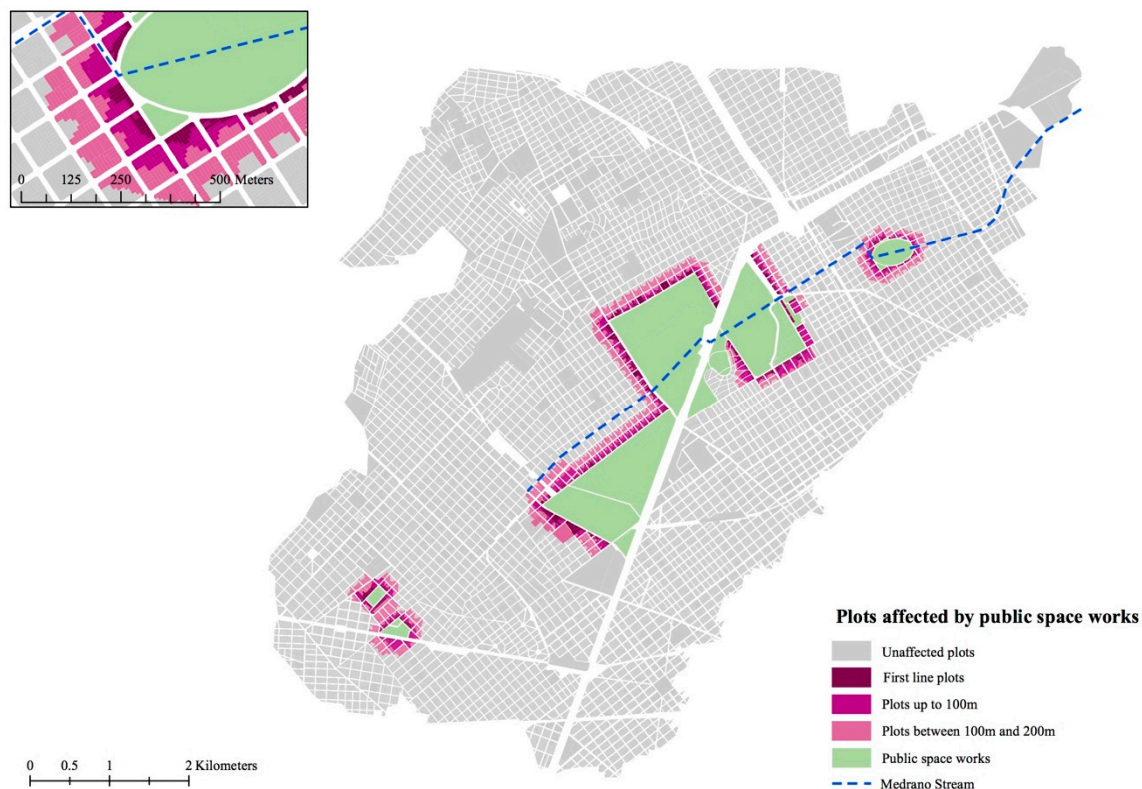 0 125 250 500 Meters
Plots affected by public space works
Unaffected plots
First line plots
Plots up to 100m
Plots between 100m and 200m
Public space works
Medrano Stream
0 0.5 1 2 Kilometers